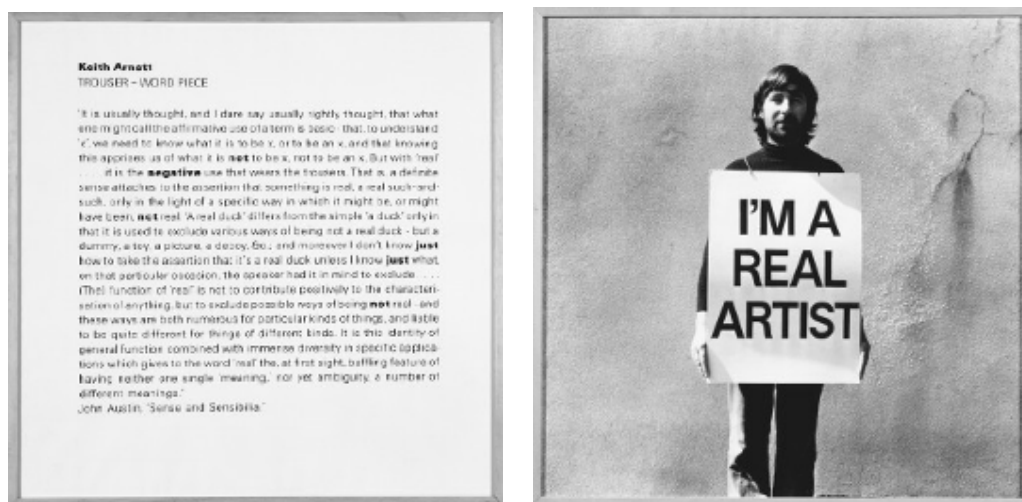 Keith Arnatt
TROUSER - WORD PIECE
'It is usually thought, and I dare say usually rightly thought, that what
one might call the affirmative use of a term is basic - that, to understand
'x', we need to know what it is to be x, or to be an x, and that knowing
this apprises us of what it is not to be x, not to be an x. But with 'real'
.... it is the negative use that wears the trousers. That is, a definite
sense attaches to the assertion that something is real, a real such-and-
such, only in the light of a specific way in which it might be, or might
have been, not real. 'A real duck' differs from the simple 'a duck' only in
that it is used to exclude various ways of being not a real duck - but a
dummy, a toy, a picture, a decoy, &c.; and moreover I don't know just
how to take the assertion that it's a real duck unless I know just what,
on that particular occasion, the speaker had it in mind to exclude ....
(The) function of 'real' is not to contribute positively to the characteri-
sation of anything, but to exclude possible ways of being not real - and
these ways are both numerous for particular kinds of things, and liable
to be quite different for things of different kinds. It is this identity of
general function combined with immense diversity in specific applica-
tions which gives to the word 'real' the, at first sight, baffling feature of
having neither one single 'meaning,' nor yet ambiguity, a number of
different meanings.'
John Austin. 'Sense and Sensibilia.'
I'M A
REAL
ARTIST